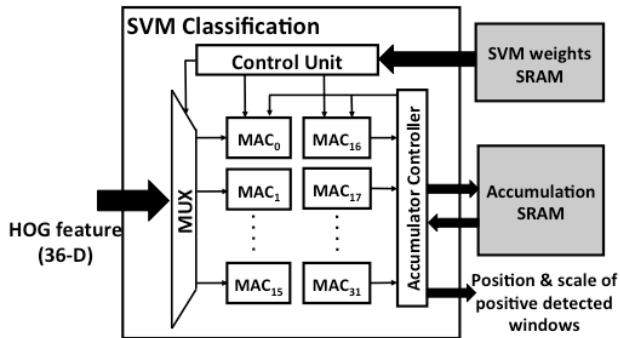 SVM Classification
Control Unit
SVM weights
SRAM
MUX
MAC0
MAC16
MAC1
MAC17
MAC15
MAC31
Accumulator Controller
Accumulation
SRAM
HOG feature
(36-D)
Position & scale of
positive detected
windows